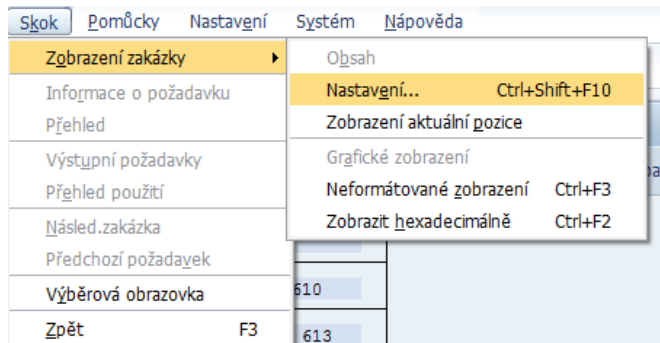 Skok Pomůcky Nastavení Systém Nápověda
Zobrazení zakázky
Informace o požadavku
Přehled
Výstupní požadavky
Přehled použití
Násled.zakázka
Předchozí požadavek
Výběrová obrazovka
Zpět F3
Obsah
Nastavení... Ctrl+Shift+F10
Zobrazení aktuální pozice
Grafické zobrazení
Neformátované zobrazení Ctrl+F3
Zobrazit hexadecimálně Ctrl+F2
610
613